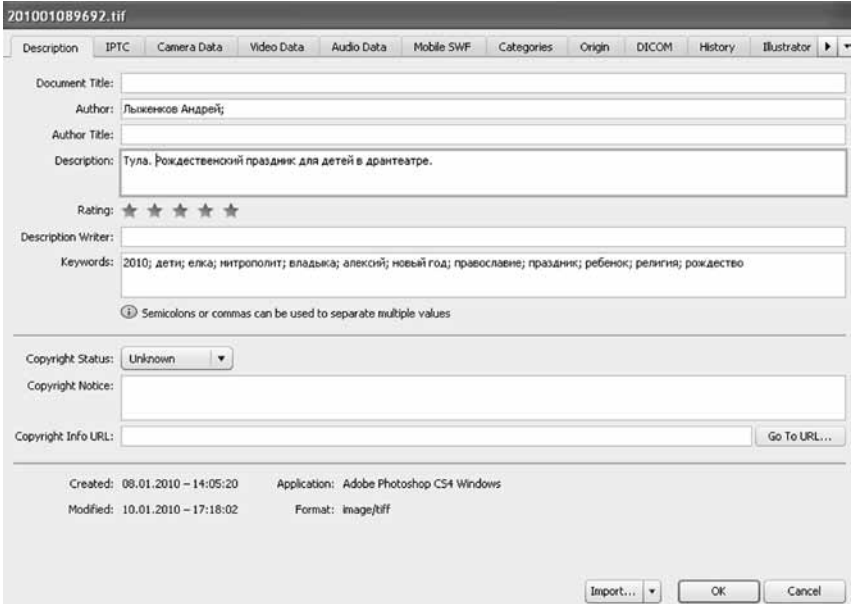 201001089692.tif
Description IPTC Camera Data Video Data Audio Data Mobile SWF Categories Origin DICOM History Illustrator
Document Title:
Author: Лыженков Андрей;
Author Title:
Description: Тула. Рождественский праздник для детей в драмтеатре.
Rating:
Description Writer:
Keywords: 2010; дети; елка; митрополит; владыка; алексий; новый год; православие; праздник; ребенок; религия; рождество
Semicolons or commas can be used to separate multiple values
Copyright Status: Unknown
Copyright Notice:
Copyright Info URL: Go To URL...
Created: 08.01.2010 – 14:05:20 Application: Adobe Photoshop CS4 Windows
Modified: 10.01.2010 – 17:18:02 Format: image/tiff
Import... OK Cancel